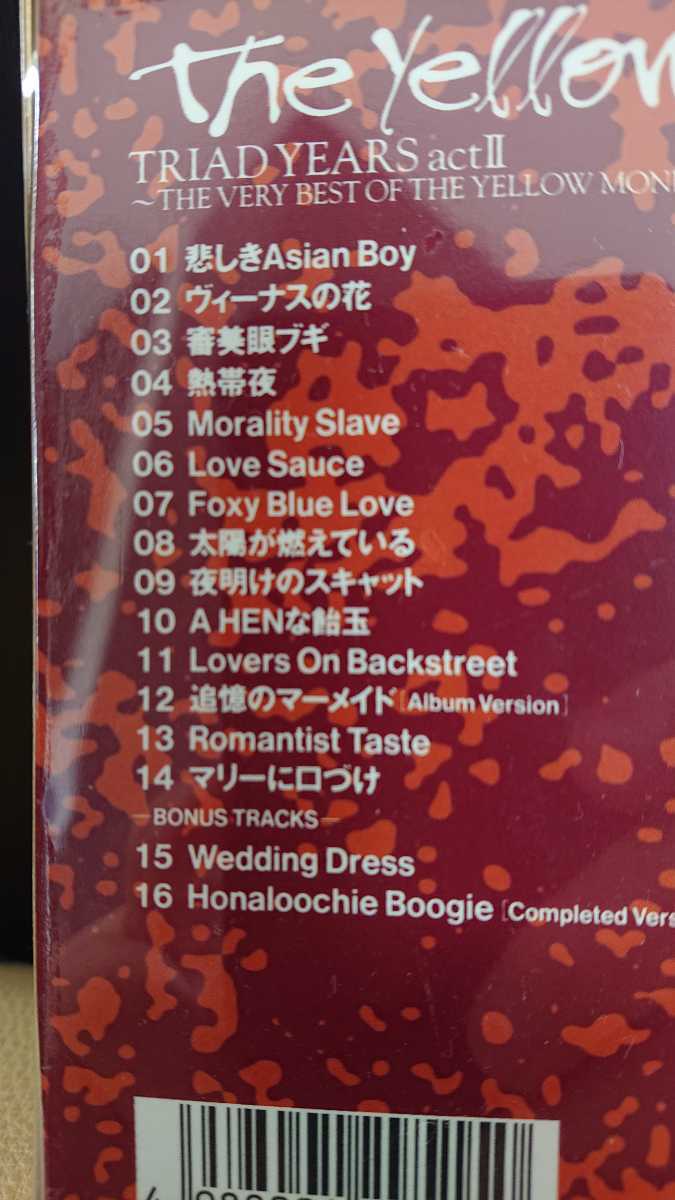 the yellow
TRIAD YEARS act II
~THE VERY BEST OF THE YELLOW MON
01 悲しきAsian Boy
02 ヴィーナスの花
03 審美眼ブギ
04 熱帯夜
05 Morality Slave
06 Love Sauce
07 Foxy Blue Love
08 太陽が燃えている
09 夜明けのスキャット
10 A HENな飴玉
11 Lovers On Backstreet
12 追憶のマーメイド [Album Version]
13 Romantist Taste
14 マリーに口づけ
—BONUS TRACKS—
15 Wedding Dress
16 Honaloochie Boogie [Completed Vers